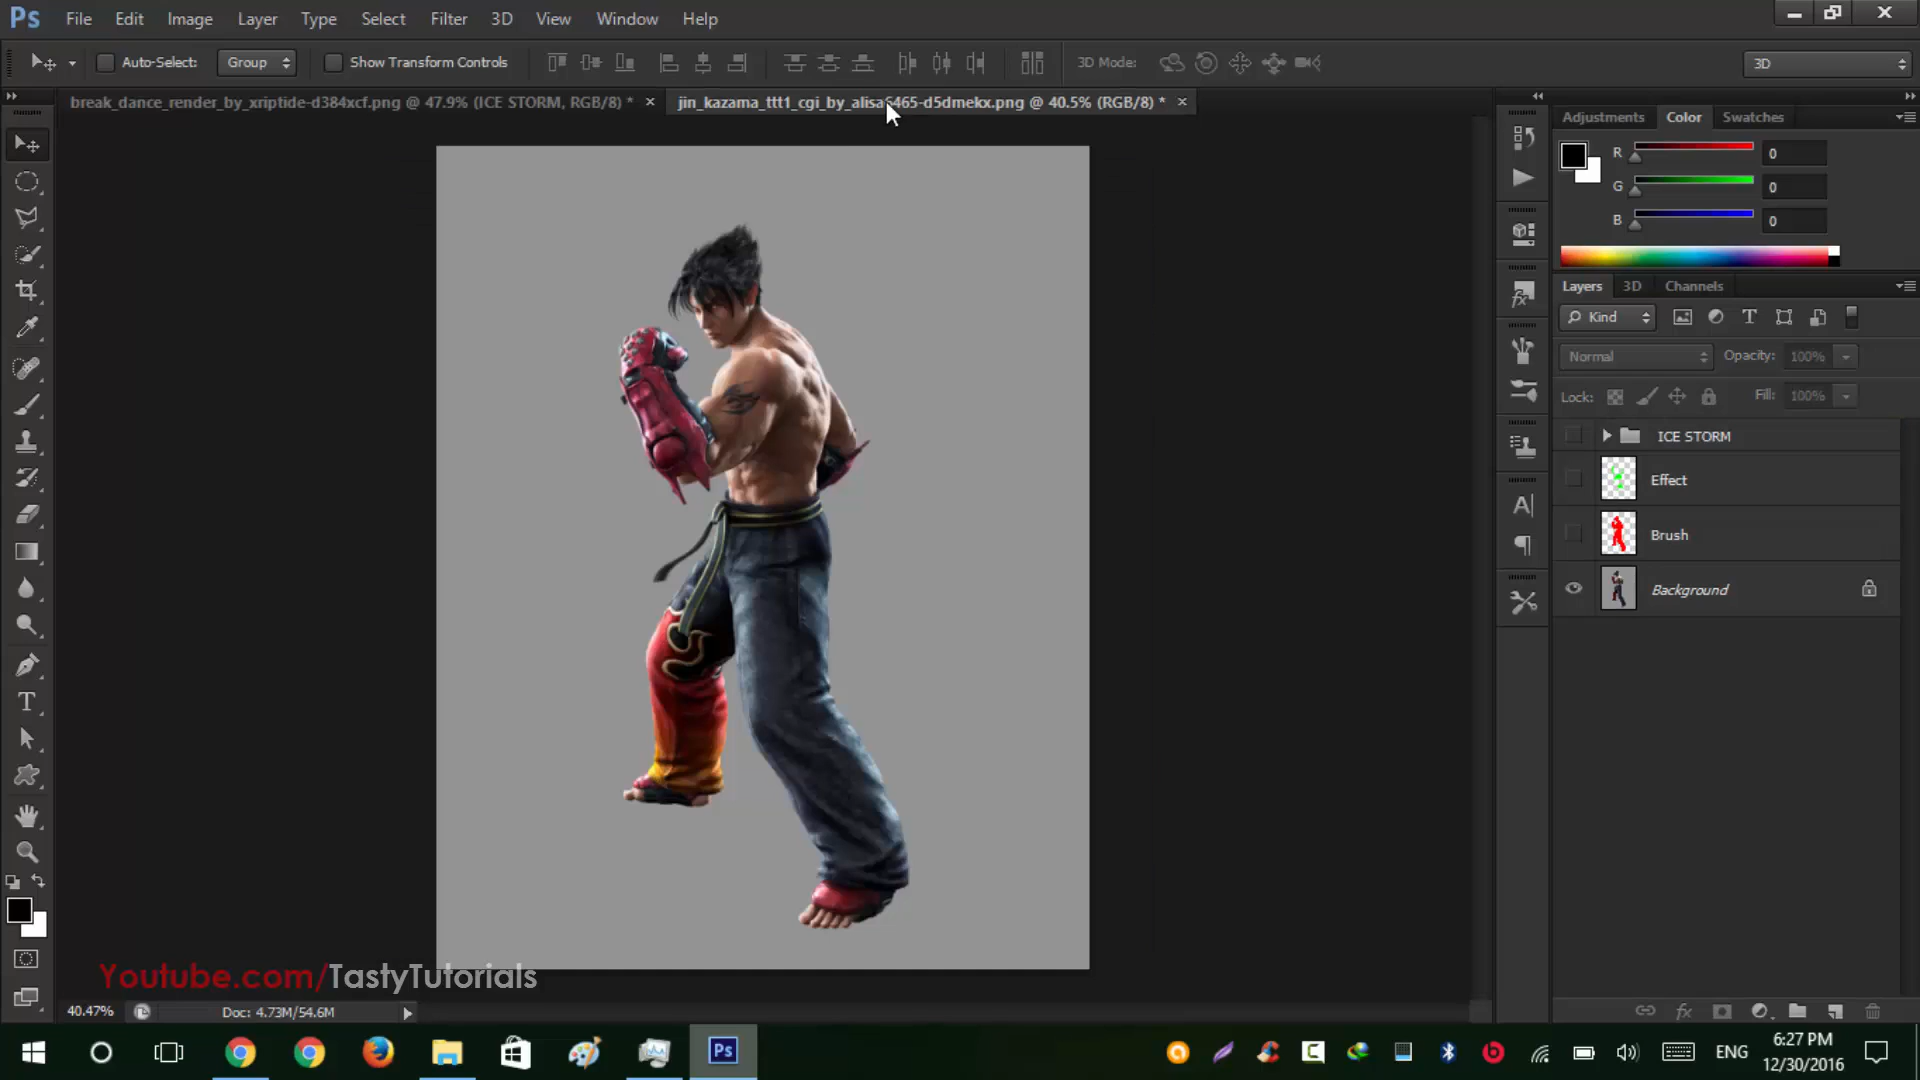 Ps File Edit Image Layer Type Select Filter 3D View Window Help
Auto-Select: Group Show Transform Controls 3D Mode: 3D
break_dance_render_by_xriptide-d384xcf.png @ 47.9% (ICE STORM, RGB/8) * × jin_kazama_ttt1_cgi_by_alisa6465-d5dmekx.png @ 40.5% (RGB/8) * ×
Adjustments Color Swatches
R 0
G 0
B 0
Layers 3D Channels
Kind T
Normal Opacity: 100%
Lock: Fill: 100%
ICE STORM
Effect
Brush
Background
fx
A
T
Youtube.com/TastyTutorials
40.47% Doc: 4.73M/54.6M
fx
Ps
ENG
6:27 PM
12/30/2016